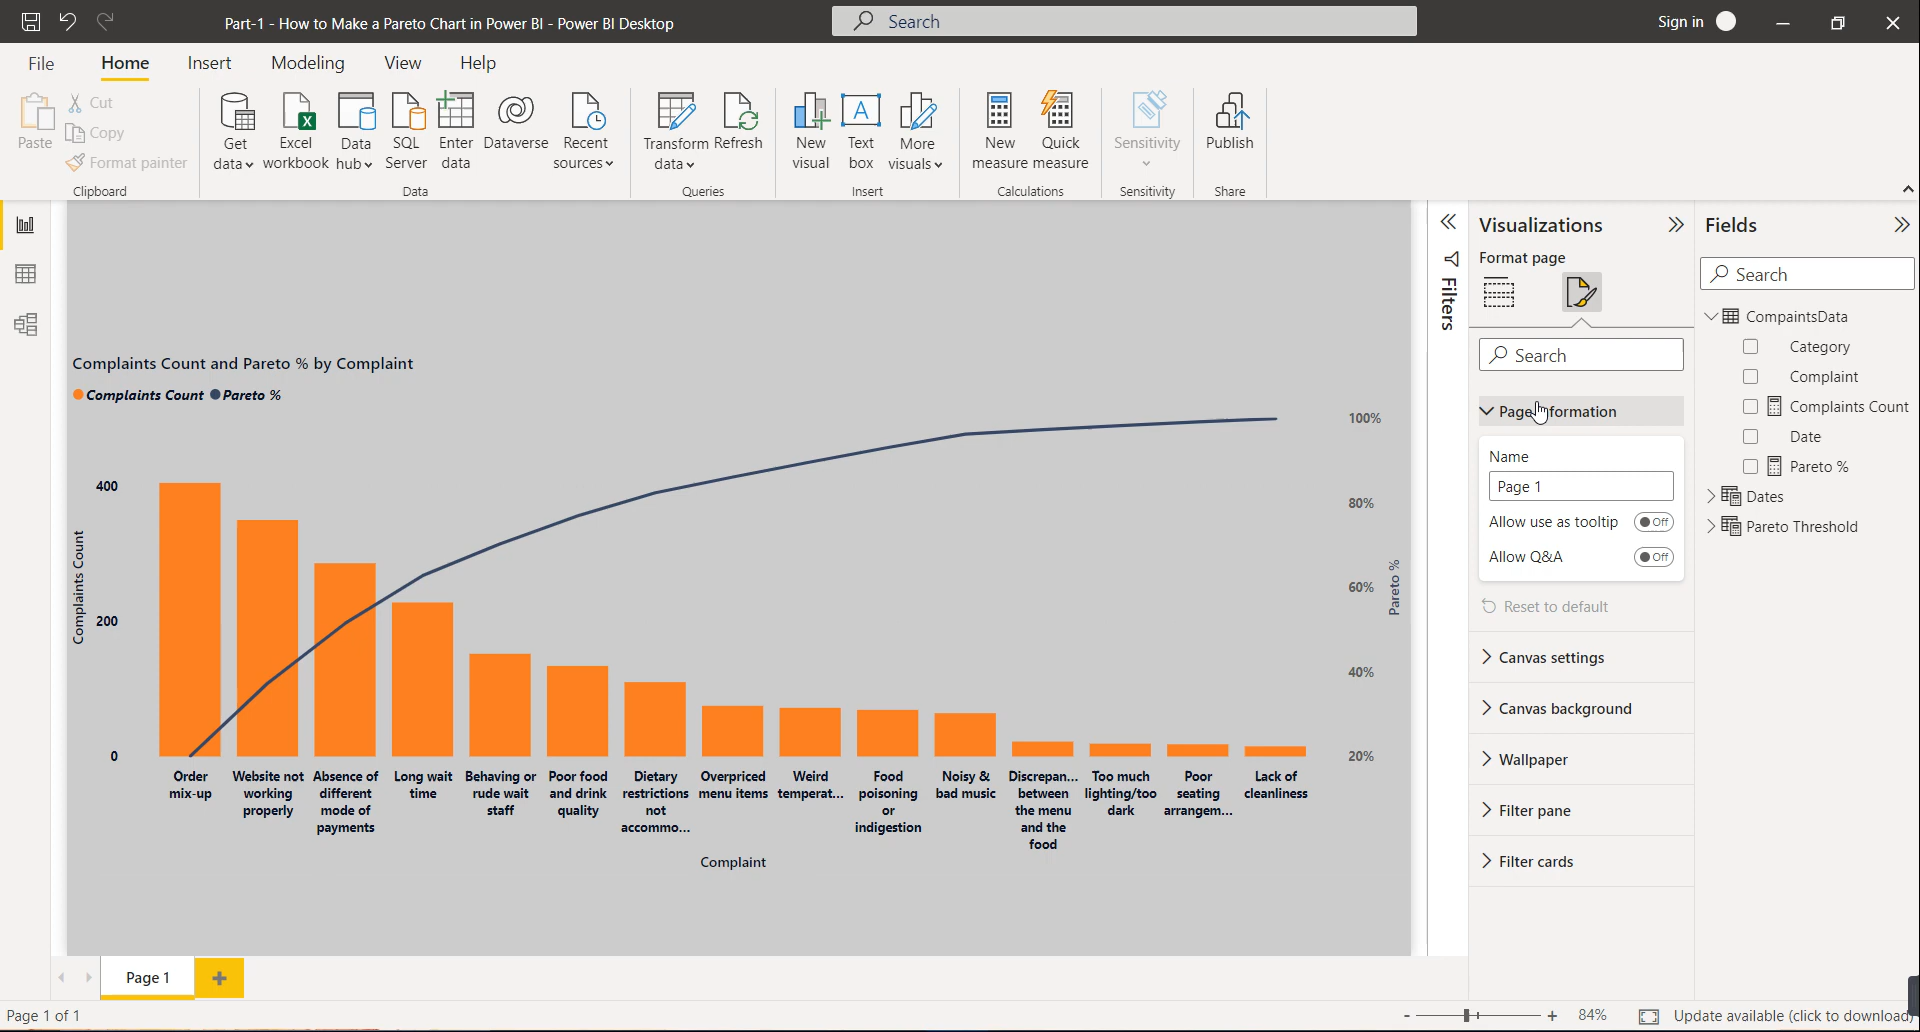 Part-1 - How to Make a Pareto Chart in Power BI - Power BI Desktop
Search
Sign in
File
Home
Insert
Modeling
View
Help
Paste
Cut
Copy
Format painter
Clipboard
Get data
Excel workbook
Data hub
SQL Server
Enter data
Dataverse
Recent sources
Data
Transform data
Refresh
Queries
New visual
Text box
More visuals
Insert
New measure
Quick measure
Calculations
Sensitivity
Sensitivity
Publish
Share
Complaints Count and Pareto % by Complaint
Complaints Count
Pareto %
Complaints Count
400
200
0
100%
80%
60%
40%
20%
Pareto %
Order
mix-up
Website not
working
properly
Absence of
different
mode of
payments
Long wait
time
Behaving or
rude wait
staff
Poor food
and drink
quality
Dietary
restrictions
not
accommo...
Overpriced
menu items
Weird
temperat...
Food
poisoning
or
indigestion
Noisy &
bad music
Discrepan...
between
the menu
and the
food
Too much
lighting/too
dark
Poor
seating
arrangem...
Lack of
cleanliness
Complaint
Filters
Visualizations
Format page
Search
Page information
Name
Page 1
Allow use as tooltip
Off
Allow Q&A
Off
Reset to default
Canvas settings
Canvas background
Wallpaper
Filter pane
Filter cards
Fields
Search
CompaintsData
Category
Complaint
Complaints Count
Date
Pareto %
Dates
Pareto Threshold
Page 1
Page 1 of 1
84%
Update available (click to download)